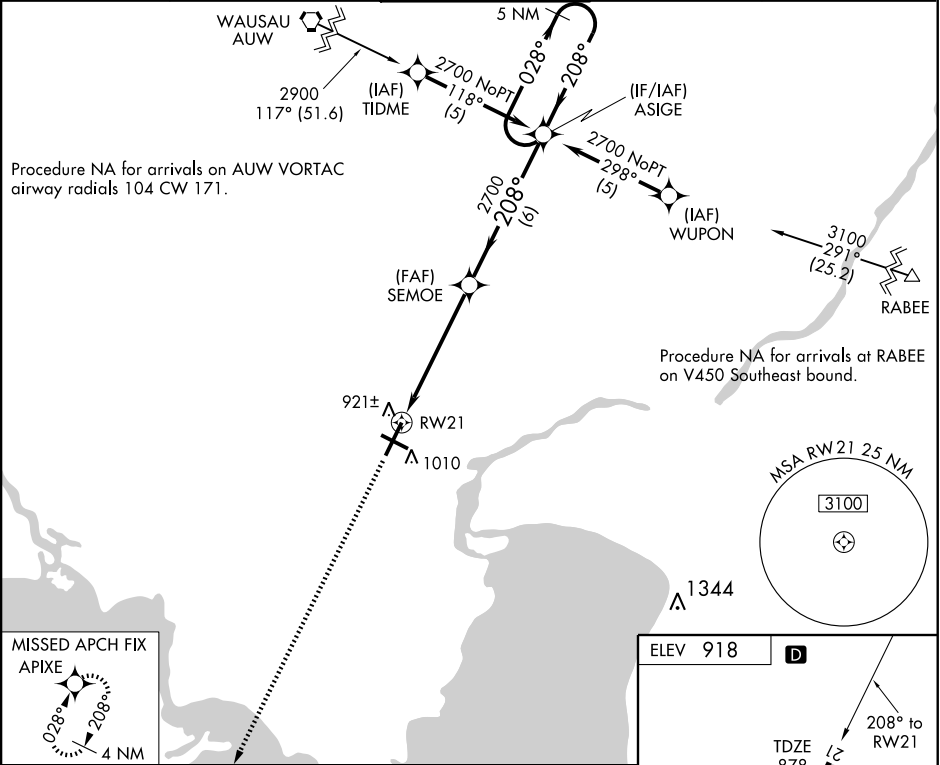 WAUSAU
AUW
5 NM
028°
208°
2900
117° (51.6)
(IAF)
TIDME
2700 NoPT
118°
(5)
(IF/IAF)
ASIGE
2700 NoPT
298°
(5)
(IAF)
WUPON
Procedure NA for arrivals on AUW VORTAC
airway radials 104 CW 171.
2700
208°
(6)
3100
291°
(25.2)
RABEE
(FAF)
SEMOE
Procedure NA for arrivals at RABEE
on V450 Southeast bound.
921±
RW21
1010
MSA RW21 25 NM
3100
1344
MISSED APCH FIX
APIXE
028°
208°
4 NM
ELEV 918
D
208° to
RW21
TDZE
21
878